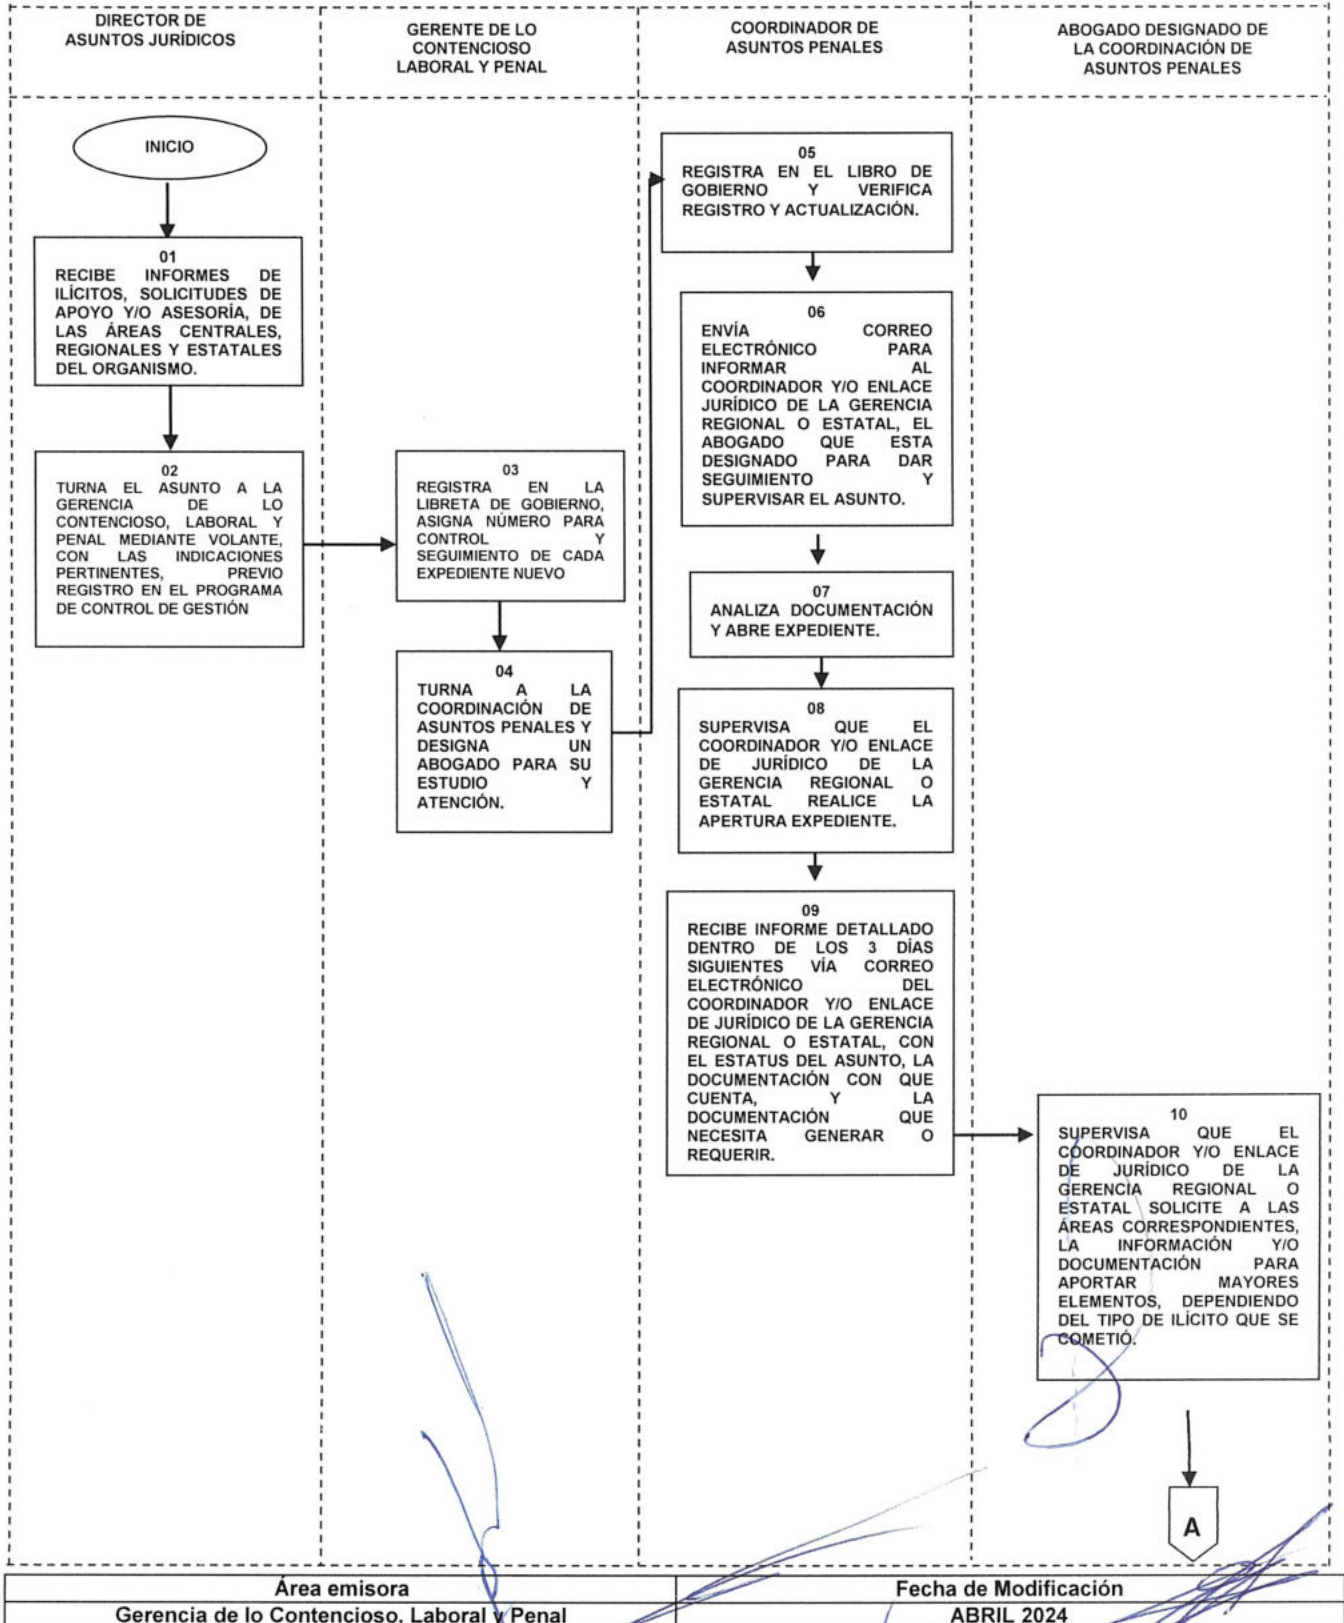 DIRECTOR DE
ASUNTOS JURÍDICOS
GERENTE DE LO
CONTENCIOSO
LABORAL Y PENAL
COORDINADOR DE
ASUNTOS PENALES
ABOGADO DESIGNADO DE
LA COORDINACIÓN DE
ASUNTOS PENALES
INICIO
01
RECIBE INFORMES DE
ILÍCITOS, SOLICITUDES DE
APOYO Y/O ASESORÍA, DE
LAS ÁREAS CENTRALES,
REGIONALES Y ESTATALES
DEL ORGANISMO.
02
TURNA EL ASUNTO A LA
GERENCIA DE LO
CONTENCIOSO, LABORAL Y
PENAL MEDIANTE VOLANTE,
CON LAS INDICACIONES
PERTINENTES, PREVIO
REGISTRO EN EL PROGRAMA
DE CONTROL DE GESTIÓN
03
REGISTRA EN LA
LIBRETA DE GOBIERNO,
ASIGNA NÚMERO PARA
CONTROL Y
SEGUIMIENTO DE CADA
EXPEDIENTE NUEVO
04
TURNA A LA
COORDINACIÓN DE
ASUNTOS PENALES Y
DESIGNA UN
ABOGADO PARA SU
ESTUDIO Y
ATENCIÓN.
05
REGISTRA EN EL LIBRO DE
GOBIERNO Y VERIFICA
REGISTRO Y ACTUALIZACIÓN.
06
ENVÍA CORREO
ELECTRÓNICO PARA
INFORMAR AL
COORDINADOR Y/O ENLACE
JURÍDICO DE LA GERENCIA
REGIONAL O ESTATAL, EL
ABOGADO QUE ESTA
DESIGNADO PARA DAR
SEGUIMIENTO Y
SUPERVISAR EL ASUNTO.
07
ANALIZA DOCUMENTACIÓN
Y ABRE EXPEDIENTE.
08
SUPERVISA QUE EL
COORDINADOR Y/O ENLACE
DE JURÍDICO DE LA
GERENCIA REGIONAL O
ESTATAL REALICE LA
APERTURA EXPEDIENTE.
09
RECIBE INFORME DETALLADO
DENTRO DE LOS 3 DÍAS
SIGUIENTES VÍA CORREO
ELECTRÓNICO DEL
COORDINADOR Y/O ENLACE
DE JURÍDICO DE LA GERENCIA
REGIONAL O ESTATAL, CON
EL ESTATUS DEL ASUNTO, LA
DOCUMENTACIÓN CON QUE
CUENTA, Y LA
DOCUMENTACIÓN QUE
NECESITA GENERAR O
REQUERIR.
10
SUPERVISA QUE EL
COORDINADOR Y/O ENLACE
DE JURÍDICO DE LA
GERENCIA REGIONAL O
ESTATAL SOLICITE A LAS
ÁREAS CORRESPONDIENTES,
LA INFORMACIÓN Y/O
DOCUMENTACIÓN PARA
APORTAR MAYORES
ELEMENTOS, DEPENDIENDO
DEL TIPO DE ILÍCITO QUE SE
COMETIÓ.
A
Área emisora
Fecha de Modificación
Gerencia de lo Contencioso, Laboral y Penal
ABRIL 2024